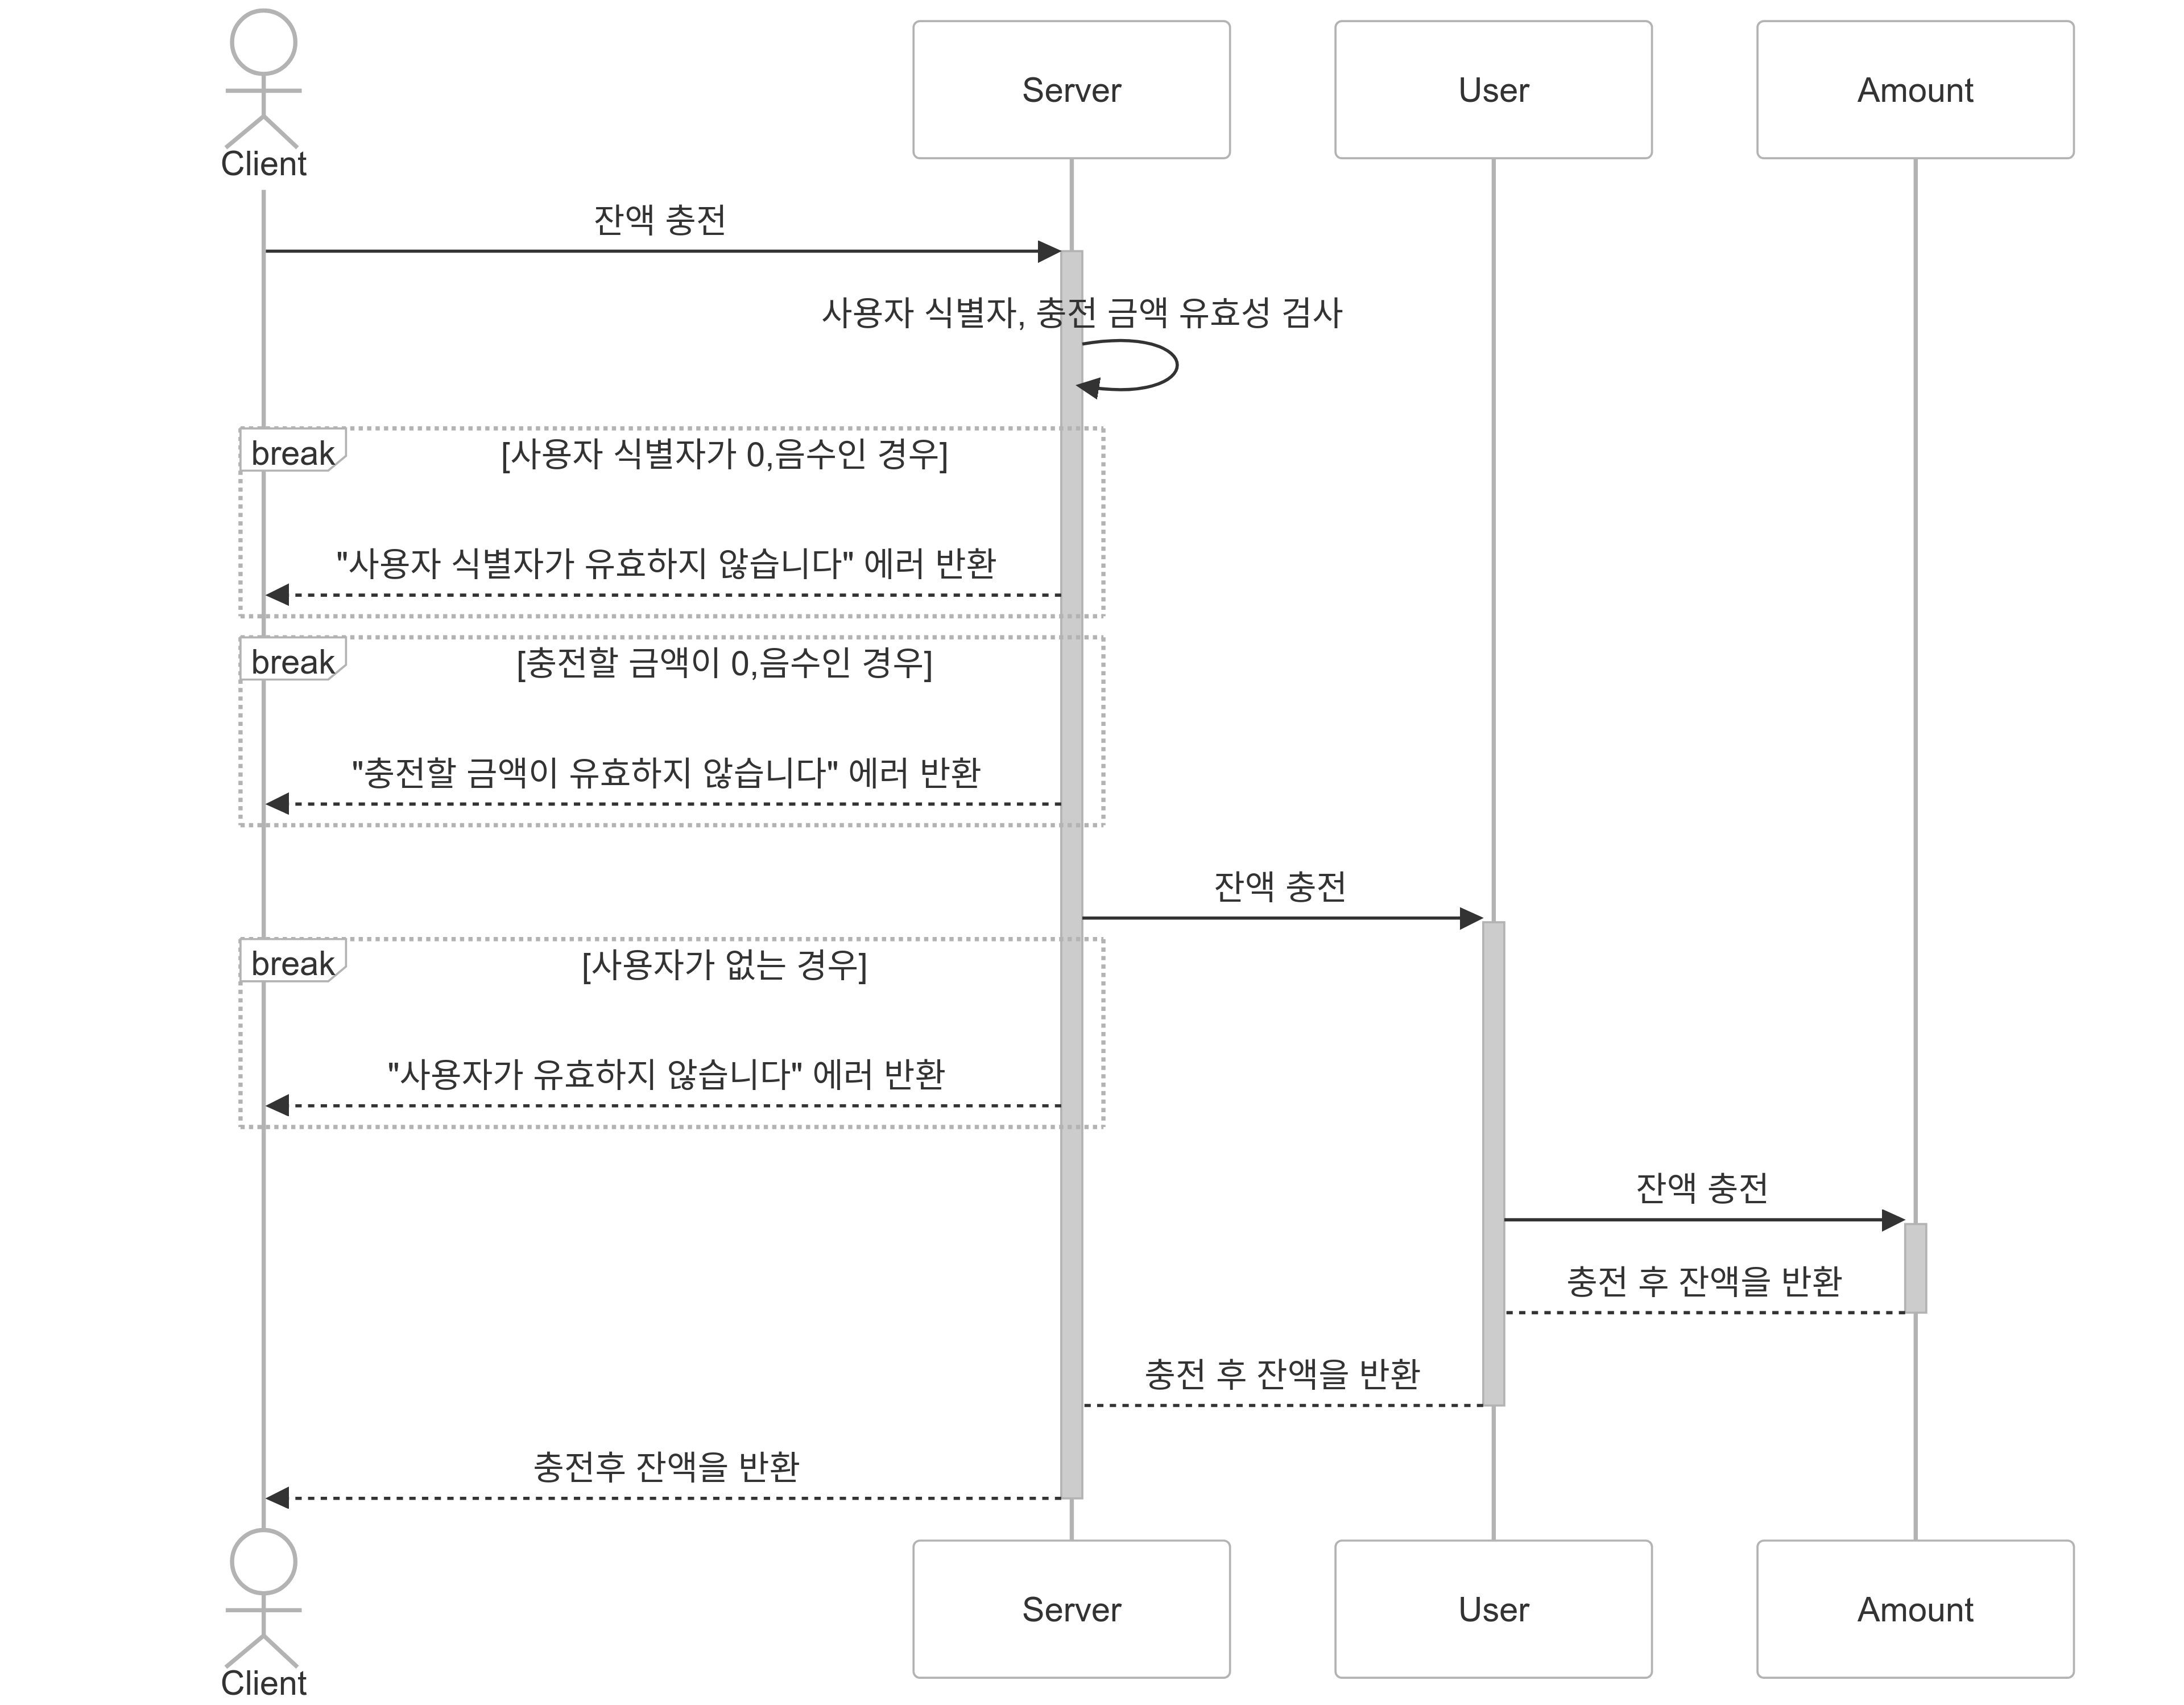 Client
Server
User
Amount
잔액 충전
사용자 식별자, 충전 금액 유효성 검사
break
[사용자 식별자가 0,음수인 경우]
"사용자 식별자가 유효하지 않습니다" 에러 반환
break
[충전할 금액이 0,음수인 경우]
"충전할 금액이 유효하지 않습니다" 에러 반환
잔액 충전
break
[사용자가 없는 경우]
"사용자가 유효하지 않습니다" 에러 반환
잔액 충전
충전 후 잔액을 반환
충전 후 잔액을 반환
충전후 잔액을 반환
Client
Server
User
Amount